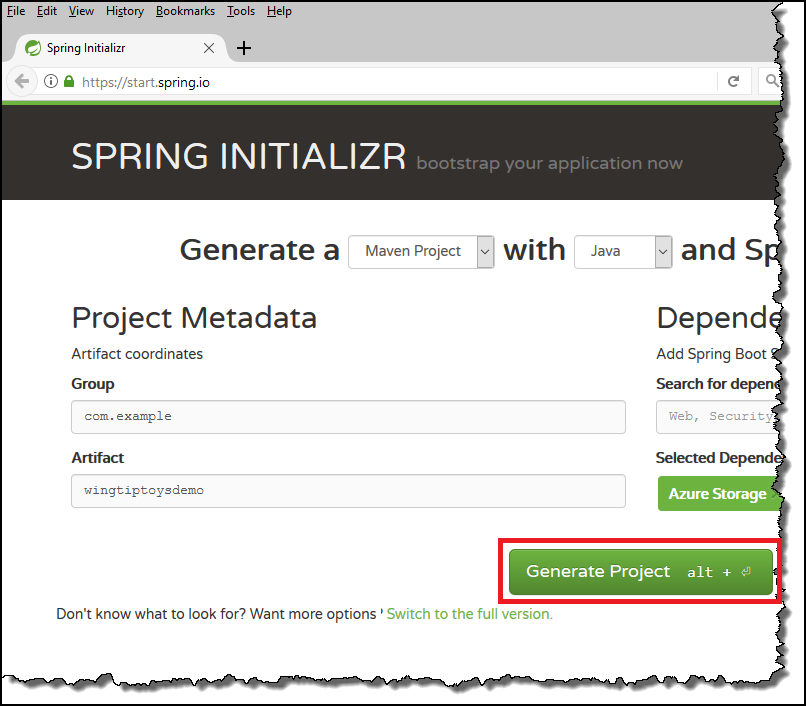 File Edit View History Bookmarks Tools Help
Spring Initializr
https://start.spring.io
SPRING INITIALIZR bootstrap your application now
Generate a Maven Project with Java and Sp
Project Metadata
Artifact coordinates
Group
com.example
Artifact
wingtiptoysdemo
Depende
Add Spring Boot S
Search for depend
Web, Security
Selected Depende
Azure Storage
Generate Project alt + ⏎
Don't know what to look for? Want more options ' Switch to the full version.